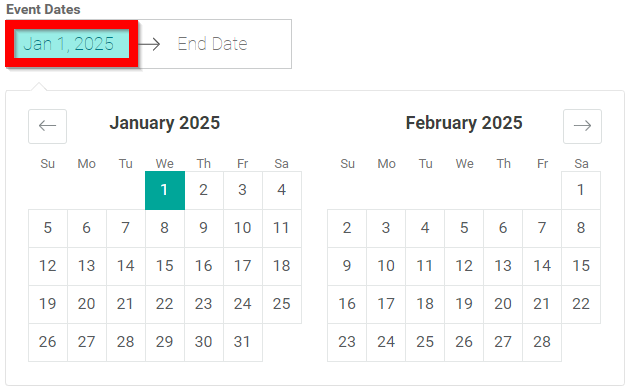 Event Dates
Jan 1, 2025 → End Date
January 2025
Su Mo Tu We Th Fr Sa
1 2 3 4
5 6 7 8 9 10 11
12 13 14 15 16 17 18
19 20 21 22 23 24 25
26 27 28 29 30 31
February 2025
Su Mo Tu We Th Fr Sa
1
2 3 4 5 6 7 8
9 10 11 12 13 14 15
16 17 18 19 20 21 22
23 24 25 26 27 28